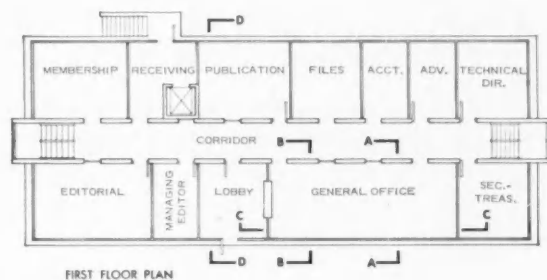 D
MEMBERSHIP RECEIVING PUBLICATION FILES ACCT. ADV. TECHNICAL
DIR.
CORRIDOR B A
EDITORIAL MANAGING
EDITOR LOBBY GENERAL OFFICE SEC.-
TREAS.
C C
D B A
FIRST FLOOR PLAN